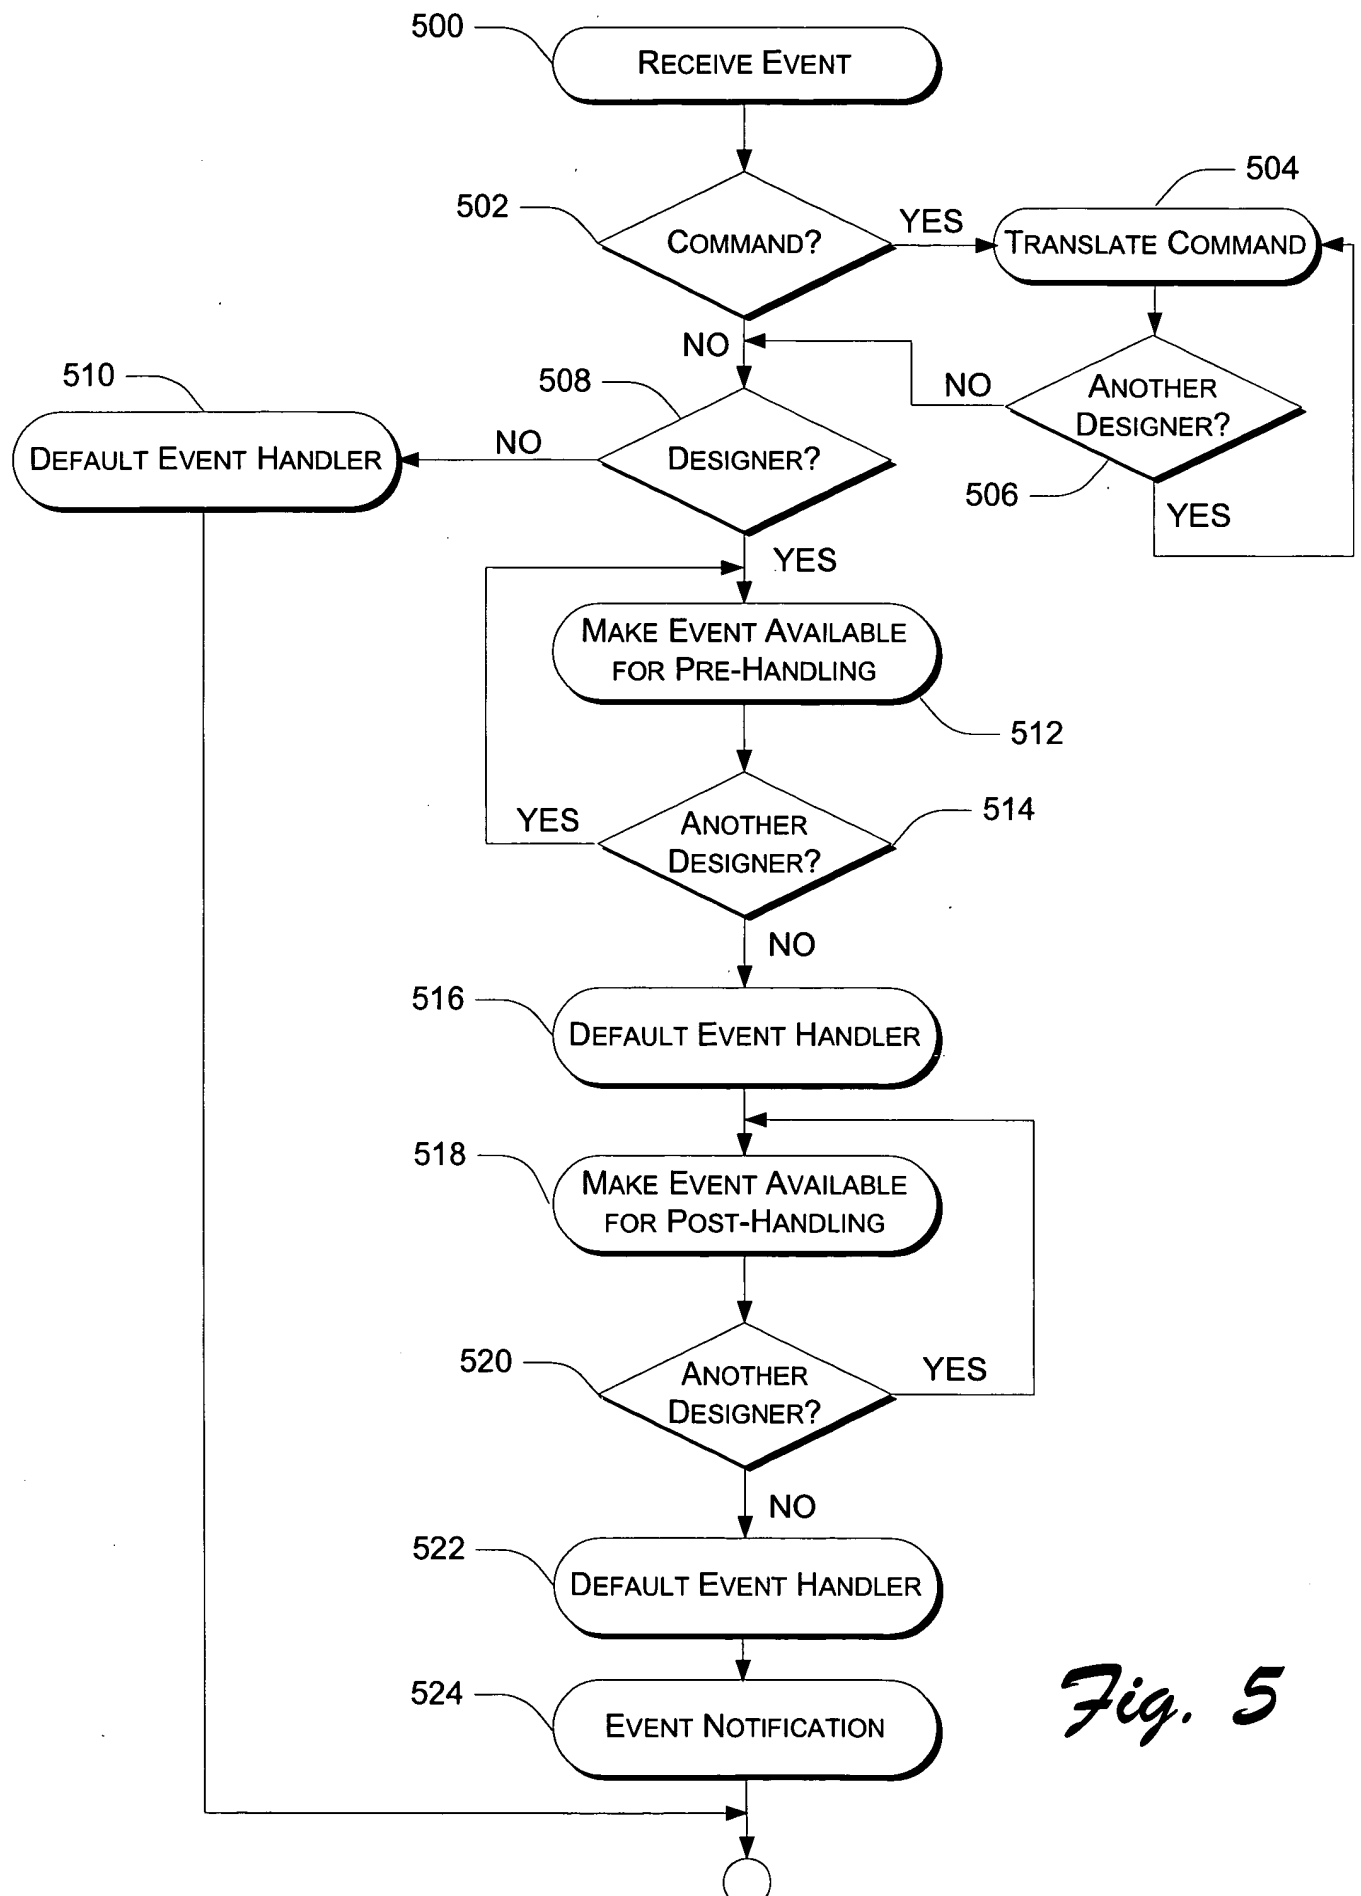 500
RECEIVE EVENT
502
COMMAND?
YES
504
TRANSLATE COMMAND
NO
510
508
NO
ANOTHER
DESIGNER?
DEFAULT EVENT HANDLER
NO
DESIGNER?
506
YES
YES
MAKE EVENT AVAILABLE
FOR PRE-HANDLING
512
514
YES
ANOTHER
DESIGNER?
NO
516
DEFAULT EVENT HANDLER
518
MAKE EVENT AVAILABLE
FOR POST-HANDLING
520
ANOTHER
DESIGNER?
YES
NO
522
DEFAULT EVENT HANDLER
524
EVENT NOTIFICATION
Fig. 5